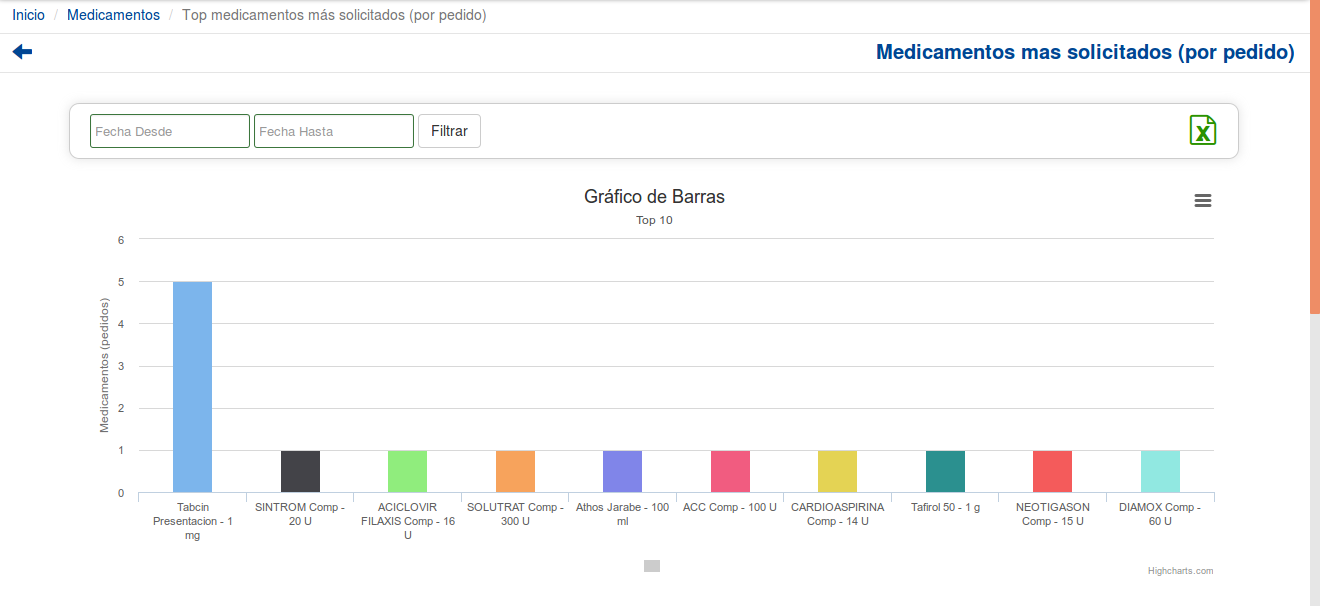 Inicio / Medicamentos / Top medicamentos más solicitados (por pedido)
Medicamentos mas solicitados (por pedido)
Fecha Desde Fecha Hasta Filtrar
X
Gráfico de Barras
Top 10
Medicamentos (pedidos)
6
5
4
3
2
1
0
Tabcin
Presentacion - 1
mg
SINTROM Comp -
20 U
ACICLOVIR
FILAXIS Comp - 16
U
SOLUTRAT Comp -
300 U
Athos Jarabe - 100
ml
ACC Comp - 100 U
CARDIOASPIRINA
Comp - 14 U
Tafirol 50 - 1 g
NEOTIGASON
Comp - 15 U
DIAMOX Comp -
60 U
Highcharts.com